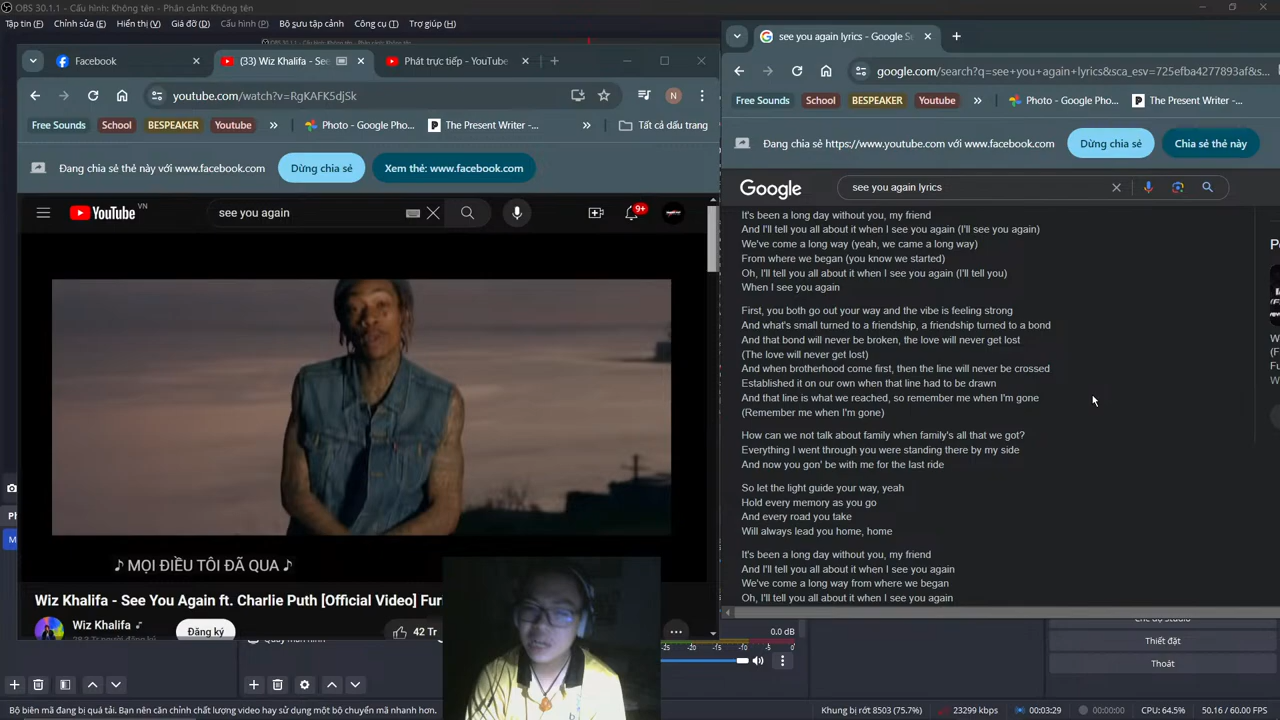 OBS 30.1.1 - Cấu hình: Không tên - Phân cảnh: Không tên
Tập tin (F) Chỉnh sửa (E) Hiển thị (V) Giả đỡ (D) Cấu hình (P) Bộ sưu tập cảnh Công cụ (T) Trợ giúp (H)
Facebook
(33) Wiz Khalifa - See
Phát trực tiếp - YouTube
youtube.com/watch?v=RgKAFK5djSk
N
Free Sounds School BESPEAKER Youtube » Photo - Google Pho... The Present Writer -... » Tất cả dấu trang
Đang chia sẻ thẻ này với www.facebook.com Dừng chia sẻ Xem thẻ: www.facebook.com
YouTube VN
see you again
9+
♪ MỌI ĐIỀU TÔI ĐÃ QUA ♪
Wiz Khalifa - See You Again ft. Charlie Puth [Official Video] Furi
Wiz Khalifa
Đăng ký
42 Tr
see you again lyrics - Google Se
google.com/search?q=see+you+again+lyrics&sca_esv=725efba4277893af&s...
Free Sounds School BESPEAKER Youtube » Photo - Google Pho... The Present Writer -...
Đang chia sẻ https://www.youtube.com với www.facebook.com Dừng chia sẻ Chia sẻ thẻ này
Google
see you again lyrics
It's been a long day without you, my friend
And I'll tell you all about it when I see you again (I'll see you again)
We've come a long way (yeah, we came a long way)
From where we began (you know we started)
Oh, I'll tell you all about it when I see you again (I'll tell you)
When I see you again
First, you both go out your way and the vibe is feeling strong
And what's small turned to a friendship, a friendship turned to a bond
And that bond will never be broken, the love will never get lost
(The love will never get lost)
And when brotherhood come first, then the line will never be crossed
Established it on our own when that line had to be drawn
And that line is what we reached, so remember me when I'm gone
(Remember me when I'm gone)
How can we not talk about family when family's all that we got?
Everything I went through you were standing there by my side
And now you gon' be with me for the last ride
So let the light guide your way, yeah
Hold every memory as you go
And every road you take
Will always lead you home, home
It's been a long day without you, my friend
And I'll tell you all about it when I see you again
We've come a long way from where we began
Oh, I'll tell you all about it when I see you again
0.0 dB
-25 -20 -15 -10 -5 0
Thiết đặt
Thoát
Bộ biên mã đang bị quá tải. Bạn nên cân chỉnh chất lượng video hay sử dụng một bộ chuyển mã nhanh hơn.
Khung bị rớt 8503 (75.7%) 23299 kbps 00:03:29 00:00:00 CPU: 64.5% 50.16 / 60.00 FPS